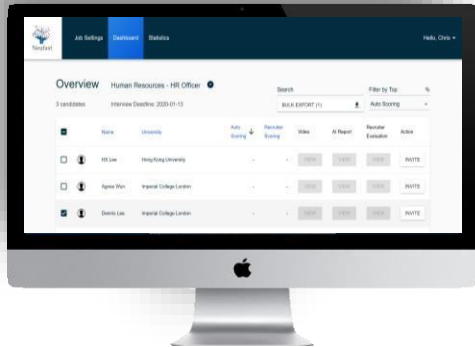 Neufast
Job Settings Dashboard Statistics Hello, Chris
Overview Human Resources - HR Officer
Search Filter by Top %
3 candidates Interview Deadline: 2020-01-13 BULK EXPORT (1) Auto Scoring
Name University Auto Scoring Recruiter Scoring Video AI Report Recruiter Evaluation Action
HX Lee Hong Kong University - - VIEW VIEW VIEW INVITE
Agnes Wun Imperial College London - - VIEW VIEW VIEW INVITE
Dennis Lau Imperial College London - - VIEW VIEW VIEW INVITE